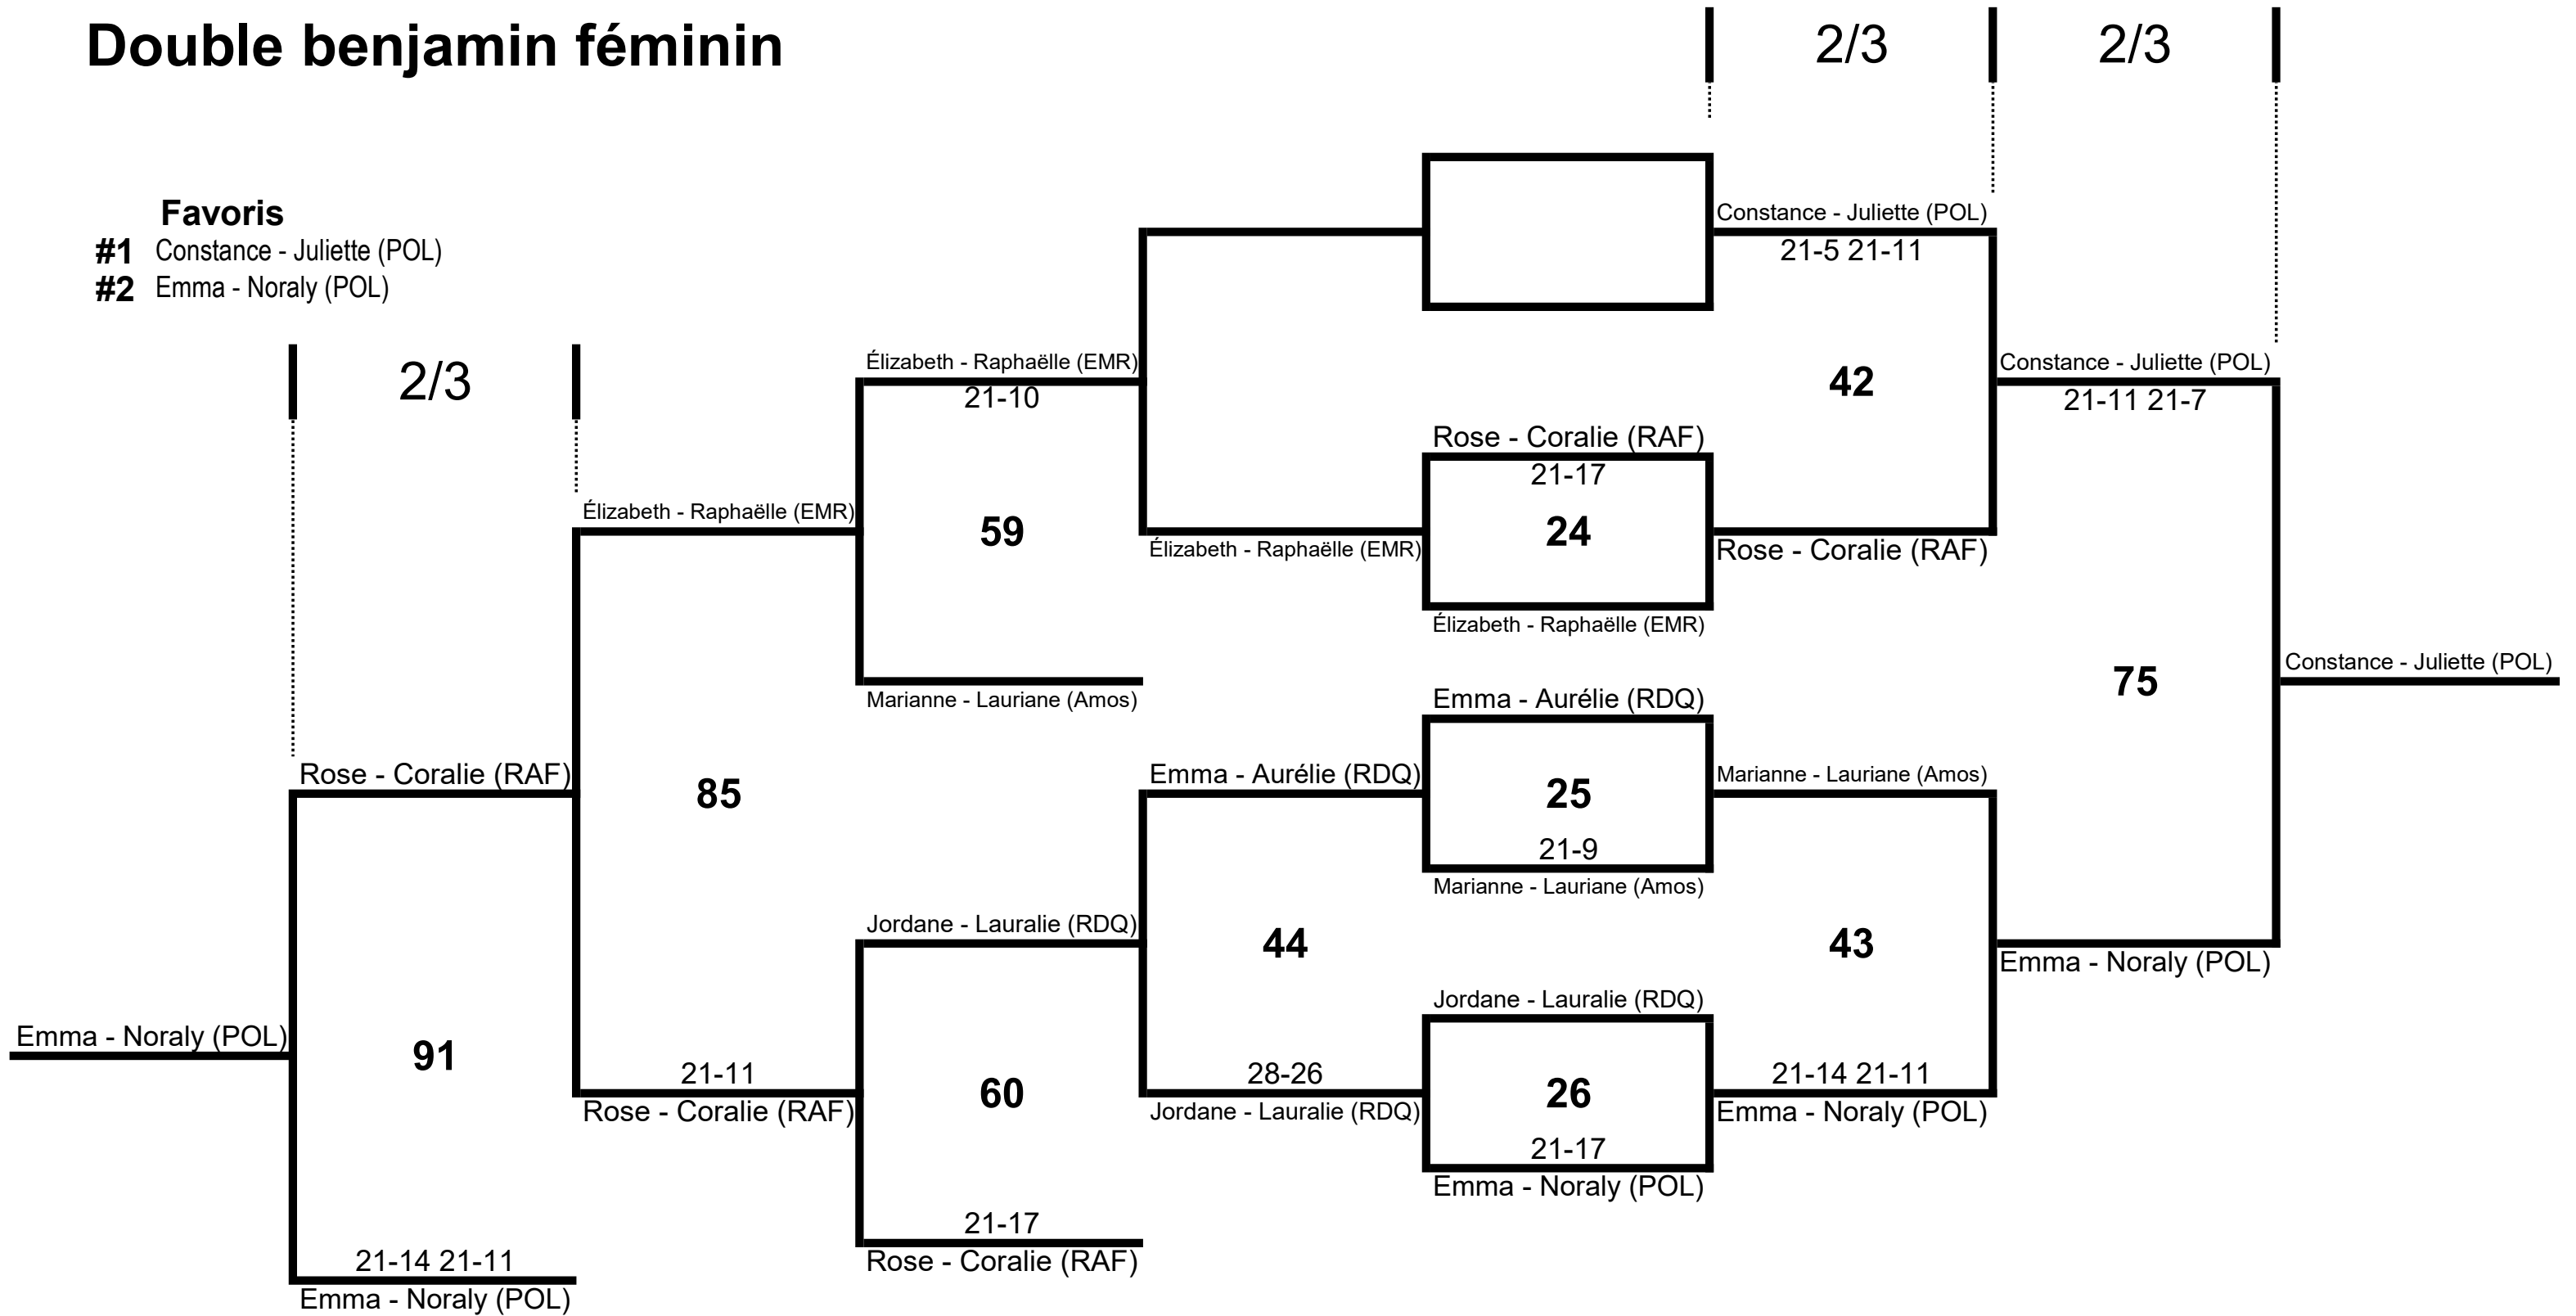 Double benjamin féminin
2/3
2/3
Favoris
#1 Constance - Juliette (POL)
#2 Emma - Noraly (POL)
Constance - Juliette (POL)
21-5 21-11
2/3
Élizabeth - Raphaëlle (EMR)
21-10
42
Constance - Juliette (POL)
21-11 21-7
Rose - Coralie (RAF)
21-17
Élizabeth - Raphaëlle (EMR)
59
Élizabeth - Raphaëlle (EMR)
24
Rose - Coralie (RAF)
Élizabeth - Raphaëlle (EMR)
Marianne - Lauriane (Amos)
Emma - Aurélie (RDQ)
75
Constance - Juliette (POL)
Rose - Coralie (RAF)
85
Emma - Aurélie (RDQ)
25
Marianne - Lauriane (Amos)
21-9
Marianne - Lauriane (Amos)
Jordane - Lauralie (RDQ)
44
43
Emma - Noraly (POL)
Jordane - Lauralie (RDQ)
Emma - Noraly (POL)
91
21-11
Rose - Coralie (RAF)
60
28-26
Jordane - Lauralie (RDQ)
26
21-14 21-11
Emma - Noraly (POL)
21-17
Emma - Noraly (POL)
21-17
Rose - Coralie (RAF)
21-14 21-11
Emma - Noraly (POL)